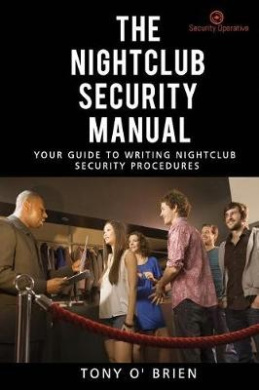 THE
NIGHTCLUB
SECURITY
MANUAL
Security Operative
YOUR GUIDE TO WRITING NIGHTCLUB
SECURITY PROCEDURES
TONY O' BRIEN